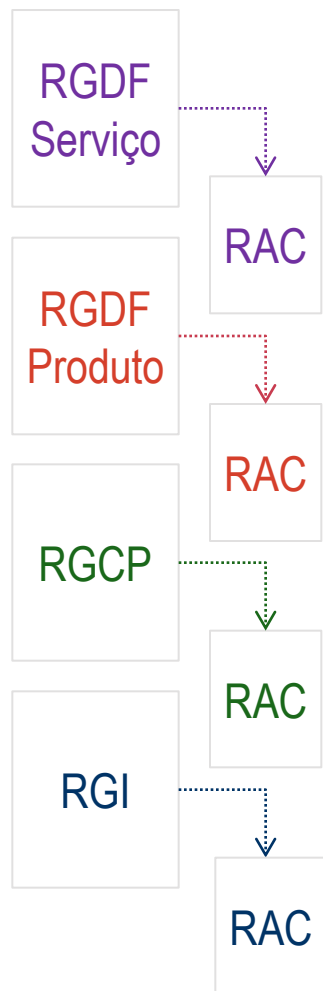 RGDF
Serviço
RAC
RGDF
Produto
RAC
RGCP
RAC
RGI
RAC